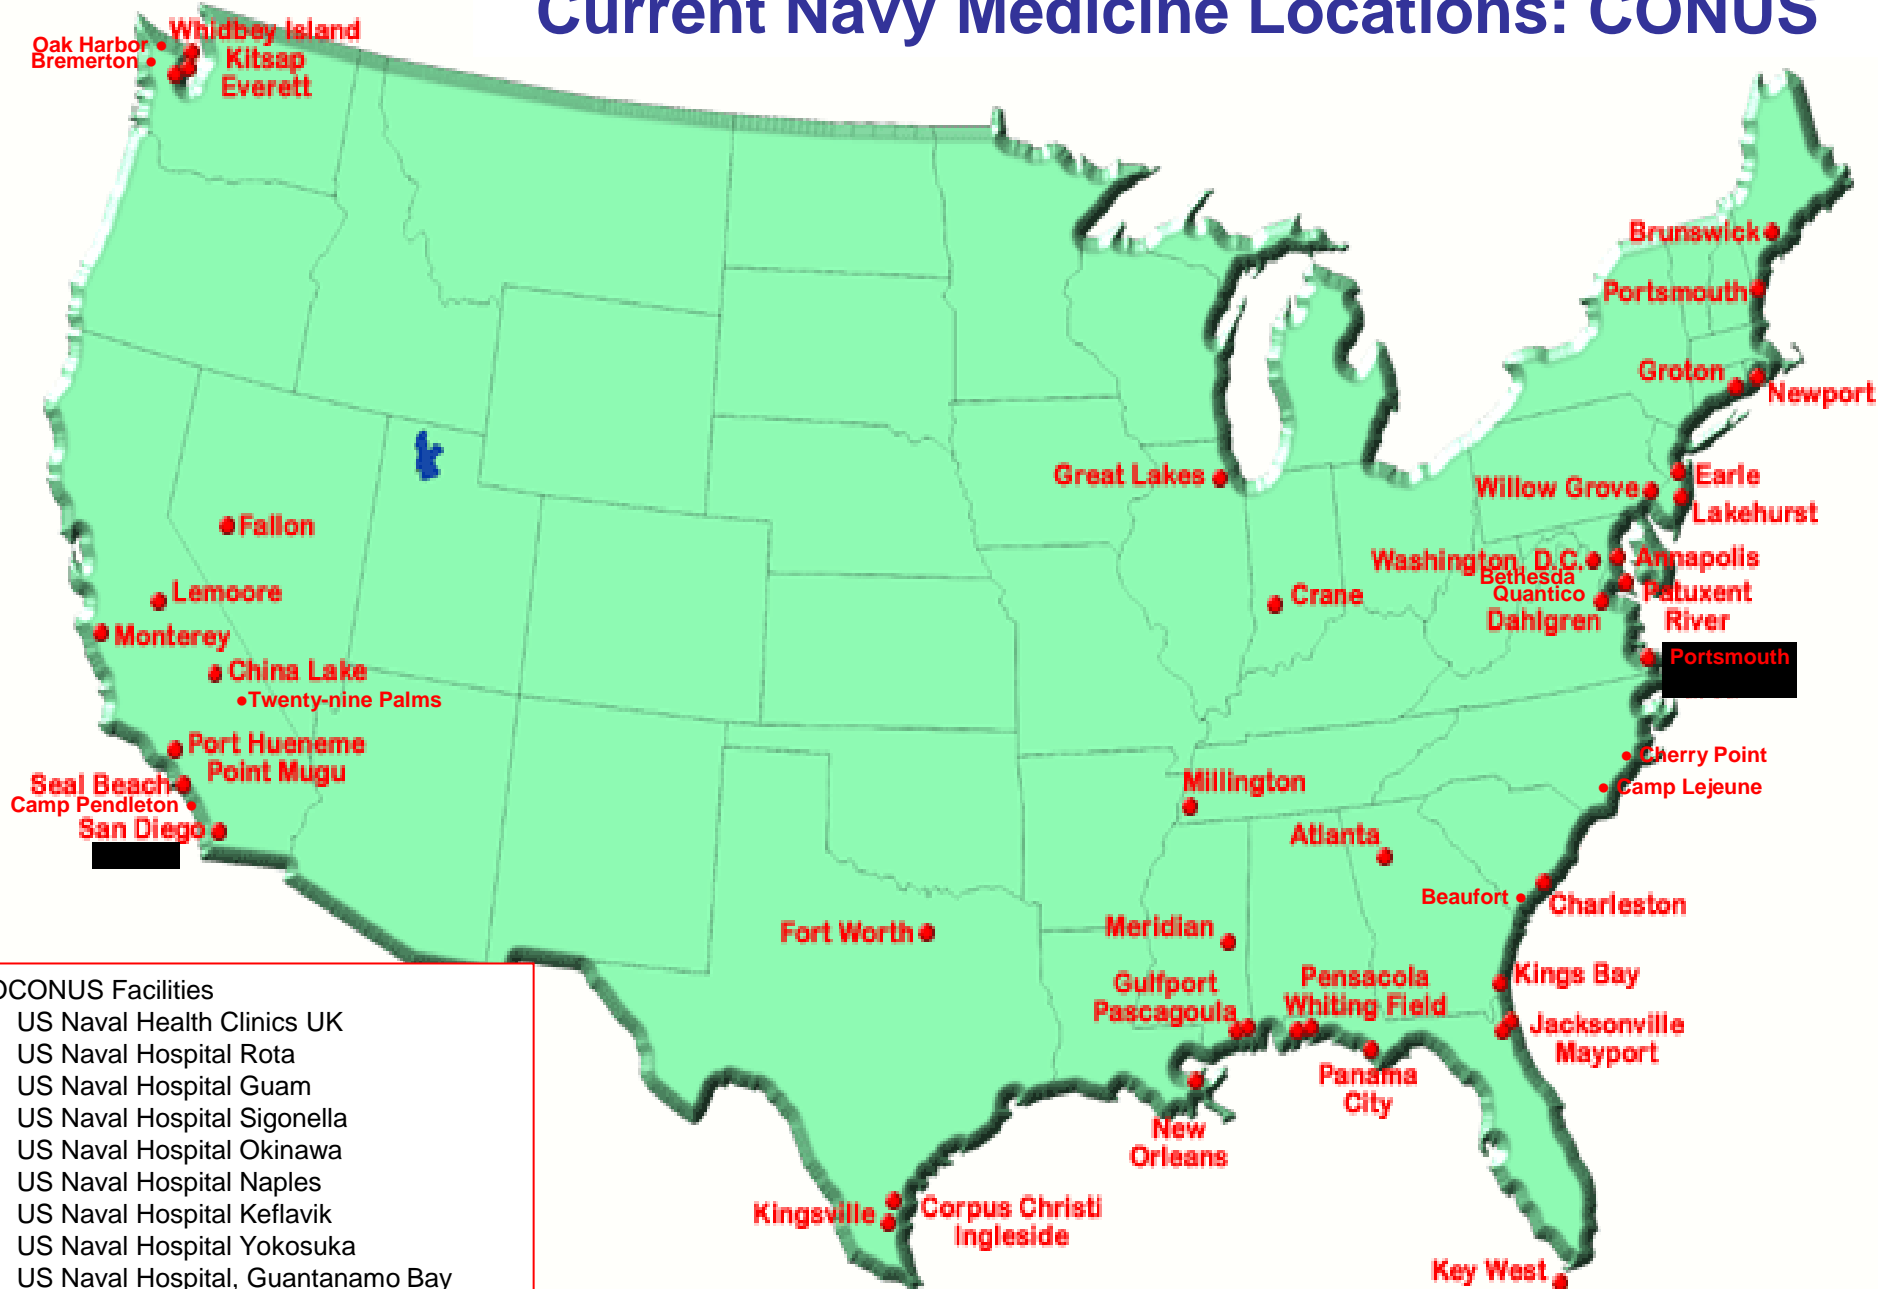 Current Navy Medicine Locations: CONUS
Whidbey Island
Oak Harbor
Bremerton
Kitsap
Everett
Brunswick
Portsmouth
Groton
Newport
Great Lakes
Earle
Willow Grove
Lakehurst
Fallon
Washington, D.C.
Annapolis
Bethesda
Quantico
Patuxent
River
Dahlgren
Lemoore
Crane
Monterey
Portsmouth
China Lake
Twenty-nine Palms
Port Hueneme
Point Mugu
Cherry Point
Seal Beach
Camp Pendleton
San Diego
Millington
Camp Lejeune
Atlanta
Beaufort
Charleston
Fort Worth
Meridian
Gulfport
Pascagoula
Pensacola
Whiting Field
Kings Bay
Jacksonville
Mayport
Panama
City
New
Orleans
Kingsville
Corpus Christi
Ingleside
Key West
OCONUS Facilities
US Naval Health Clinics UK
US Naval Hospital Rota
US Naval Hospital Guam
US Naval Hospital Sigonella
US Naval Hospital Okinawa
US Naval Hospital Naples
US Naval Hospital Keflavik
US Naval Hospital Yokosuka
US Naval Hospital, Guantanamo Bay